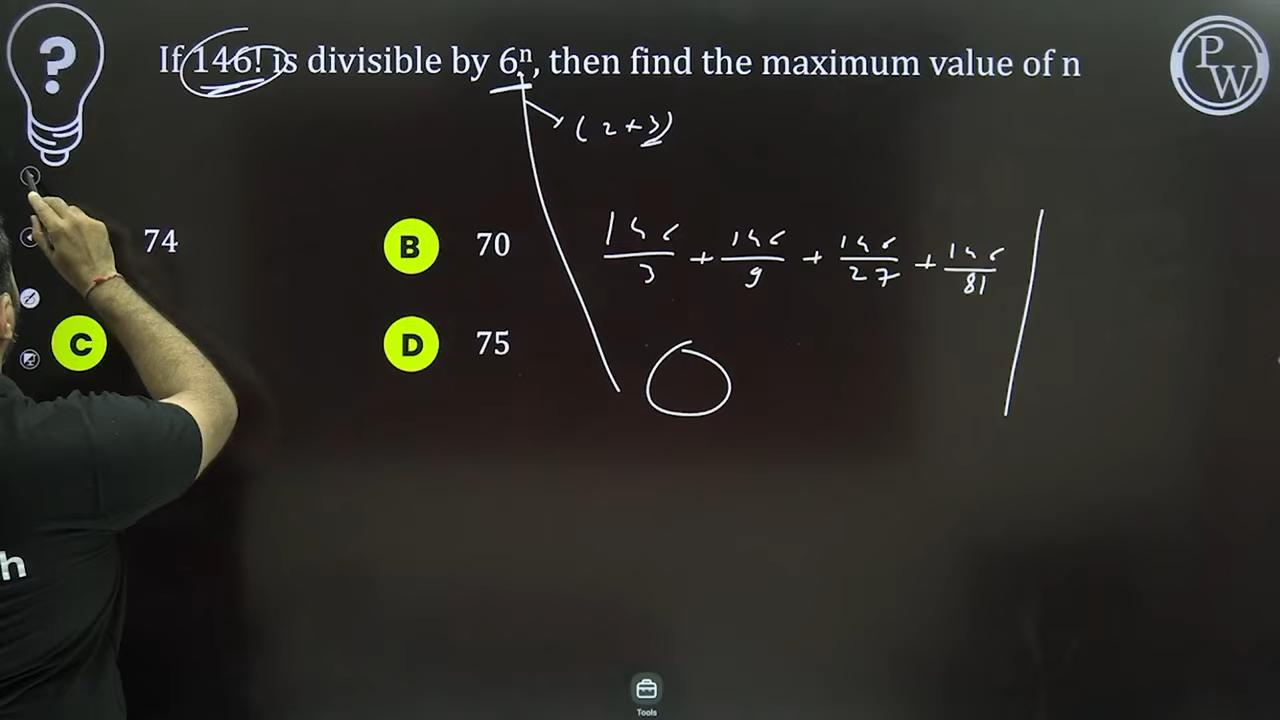 If 146! is divisible by 6ⁿ, then find the maximum value of n
P
W
(2+3)
74
B 70
146/3 + 146/9 + 146/27 + 146/81
C
D 75
h
Tools